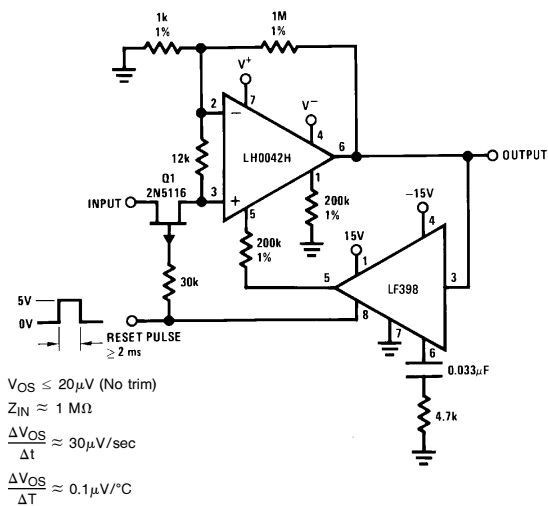 1k
1%
1M
1%
V+
7
2
−
V−
4
12k
LH0042H
6
OUTPUT
Q1
2N5116
3
+
1
INPUT
5
200k
1%
−15V
4
200k
1%
15V
1
5
LF398
3
30k
8
7
6
5V
0V
RESET PULSE
≥ 2 ms
0.033µF
4.7k
VOS ≤ 20µV (No trim)
ZIN ≈ 1 MΩ
ΔVOS
Δt
≈ 30µV/sec
ΔVOS
ΔT
≈ 0.1µV/°C